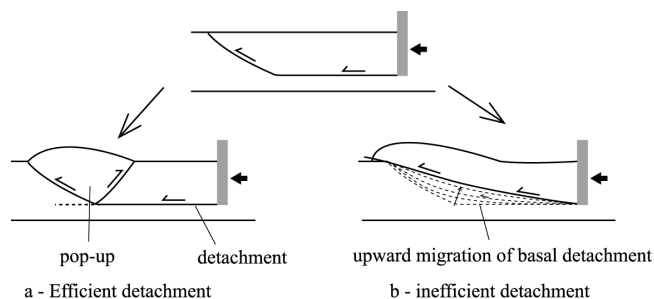 pop-up
detachment
upward migration of basal detachment
a - Efficient detachment
b - inefficient detachment